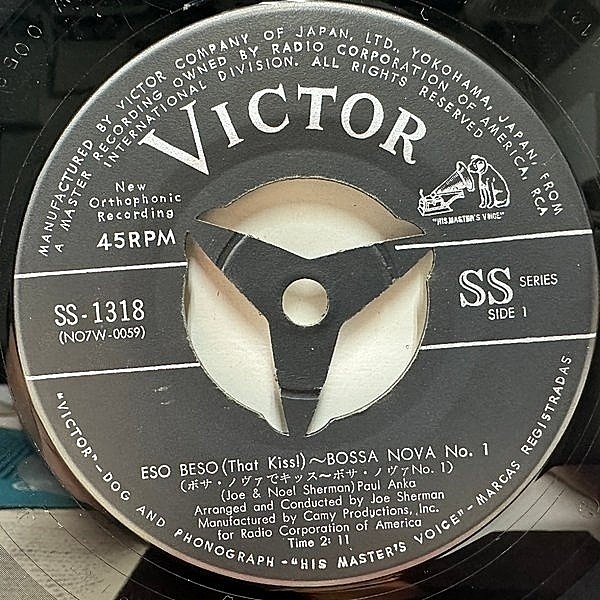 MANUFACTURED BY VICTOR COMPANY OF JAPAN, LTD., YOKOHAMA, JAPAN, FROM
A MASTER RECORDING OWNED BY RADIO CORPORATION OF AMERICA, RCA
INTERNATIONAL DIVISION. ALL RIGHTS RESERVED
VICTOR
New
Orthophonic
Recording
45RPM
"HIS MASTER'S VOICE"
SS-1318
(NO7W-0059)
SS SERIES
SIDE 1
ESO BESO (That Kiss!)～BOSSA NOVA No. 1
(ボサ・ノヴァでキッス～ボサ・ノヴァNo. 1)
(Joe & Noel Sherman) Paul Anka
Arranged and Conducted by Joe Sherman
Manufactured by Camy Productions, Inc.
for Radio Corporation of America
Time 2: 11
"VICTOR"–DOG AND PHONOGRAPH–"HIS MASTER'S VOICE"–MARCAS REGISTRADAS